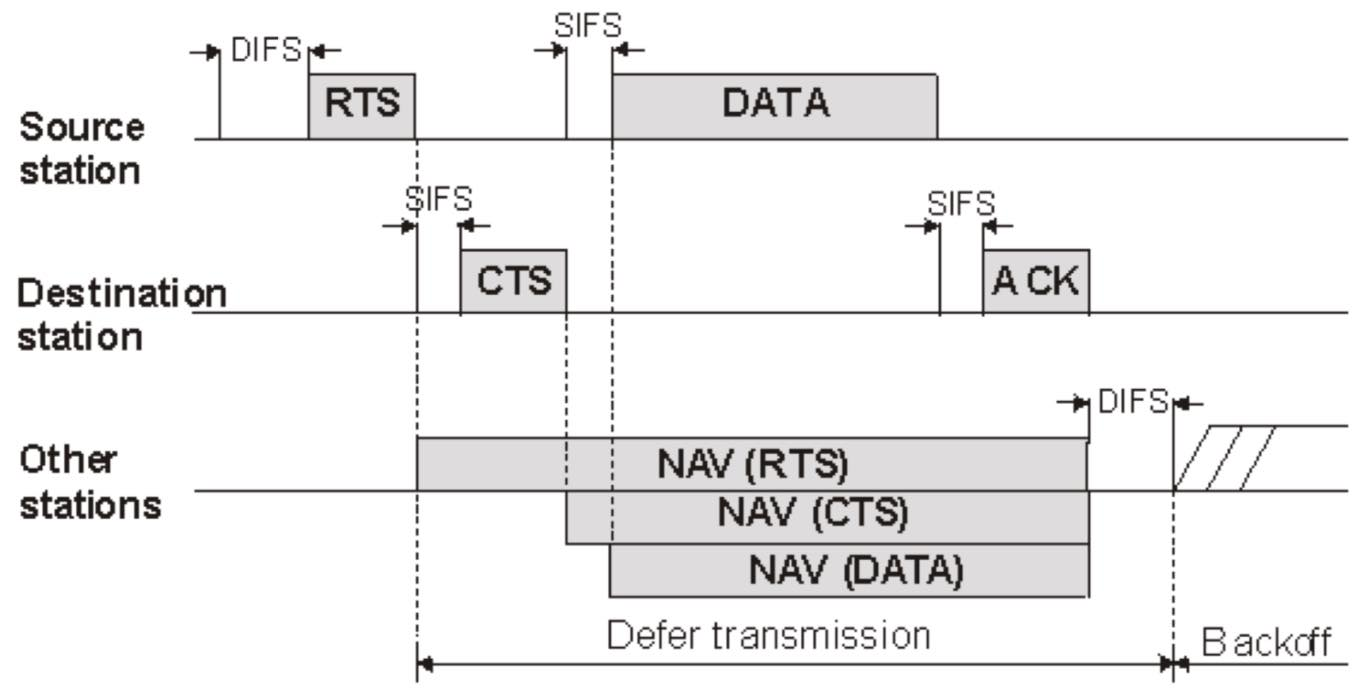 SIFS
DIFS
RTS
DATA
Source
station
SIFS
SIFS
CTS
ACK
Destination
station
DIFS
Other
stations
NAV (RTS)
NAV (CTS)
NAV (DATA)
Defer transmission
Backoff